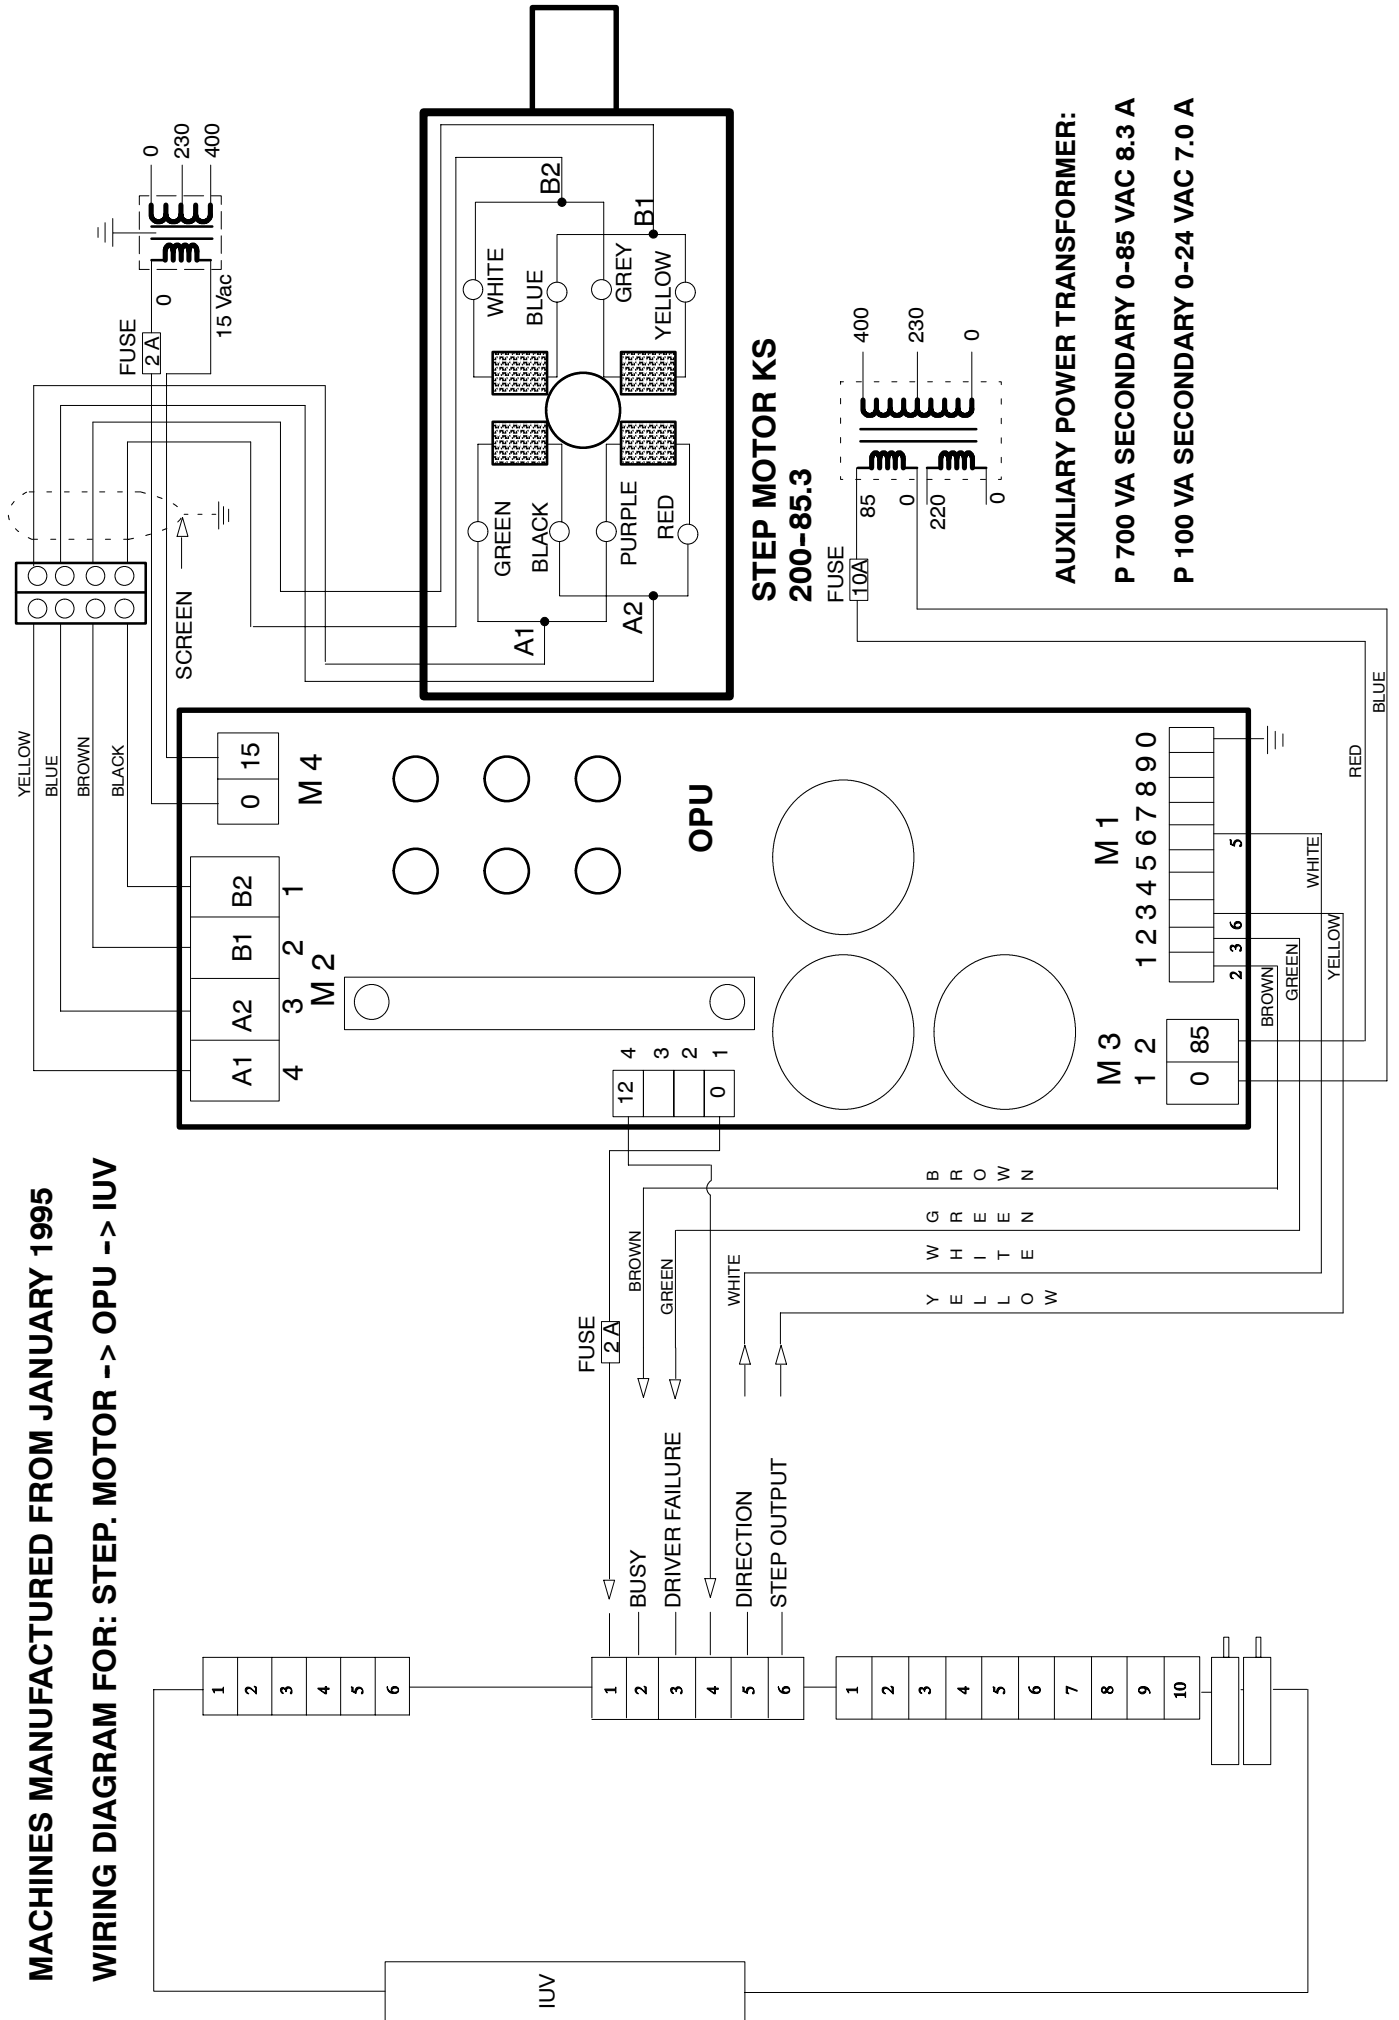 MACHINES MANUFACTURED FROM JANUARY 1995
WIRING DIAGRAM FOR: STEP. MOTOR -> OPU -> IUV
IUV
1
2
3
4
5
6
1
2
3
4
5
6
BUSY
DRIVER FAILURE
DIRECTION
STEP OUTPUT
1
2
3
4
5
6
7
8
9
10
FUSE
2 A
BROWN
GREEN
WHITE
BROWN
GREEN
WHITE
YELLOW
YELLOW
BLUE
BROWN
BLACK
A1 A2 B1 B2
4 3 2 1
M 2
0 15
M 4
12 0
4 3 2 1
OPU
M 3
1 2
0 85
M 1
1 2 3 4 5 6 7 8 9 0
2 3 6 5
BROWN
GREEN
YELLOW
WHITE
RED
BLUE
SCREEN
FUSE
2 A
0
15 Vac
0
230
400
A1
A2
GREEN
BLACK
PURPLE
RED
WHITE
BLUE
GREY
YELLOW
B2
B1
STEP MOTOR KS
200-85.3
FUSE
10A
85
0
220
0
400
230
0
AUXILIARY POWER TRANSFORMER:
P 700 VA SECONDARY 0-85 VAC 8.3 A
P 100 VA SECONDARY 0-24 VAC 7.0 A